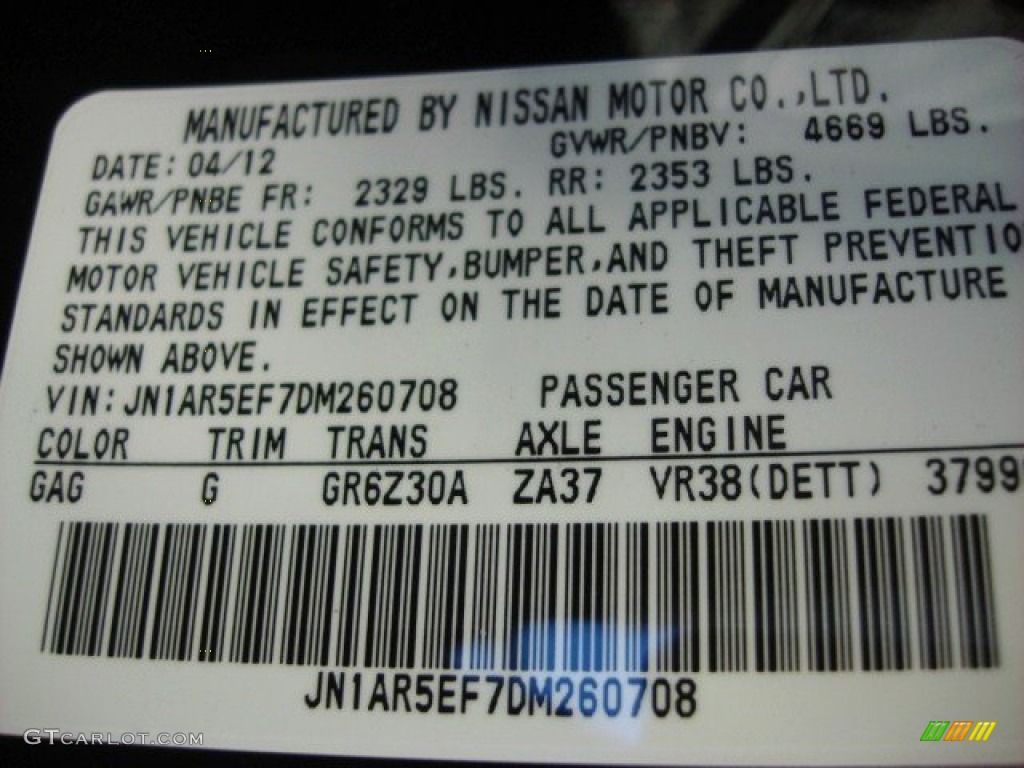 MANUFACTURED BY NISSAN MOTOR CO.,LTD.
DATE: 04/12 GVWR/PNBV: 4669 LBS.
GAWR/PNBE FR: 2329 LBS. RR: 2353 LBS.
THIS VEHICLE CONFORMS TO ALL APPLICABLE FEDERAL
MOTOR VEHICLE SAFETY,BUMPER,AND THEFT PREVENTIO
STANDARDS IN EFFECT ON THE DATE OF MANUFACTURE
SHOWN ABOVE.
VIN:JN1AR5EF7DM260708 PASSENGER CAR
COLOR TRIM TRANS AXLE ENGINE
GAG G GR6Z30A ZA37 VR38(DETT) 3799
JN1AR5EF7DM260708
GTCARLOT.COM